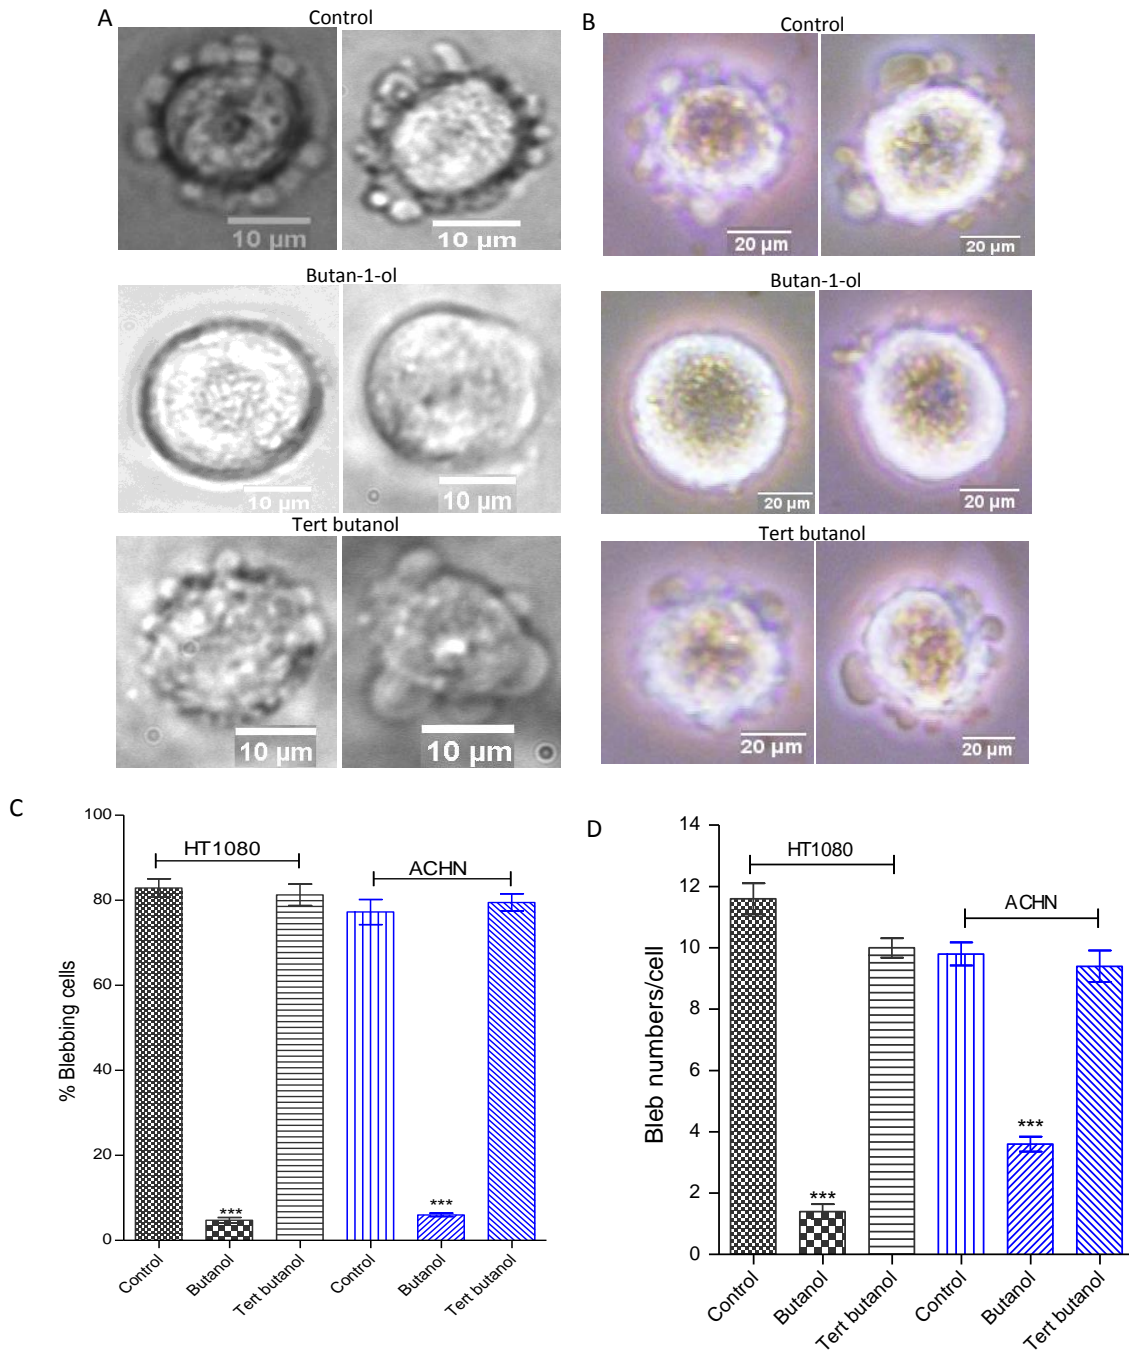 A
Control
10 µm
10 µm
Butan-1-ol
10 µm
10 µm
Tert butanol
10 µm
10 µm
B
Control
20 µm
20 µm
Butan-1-ol
20 µm
20 µm
Tert butanol
20 µm
20 µm
C
% Blebbing cells
100
80
60
40
20
0
HT1080
ACHN
***
***
Control
Butanol
Tert butanol
Control
Butanol
Tert butanol
D
Bleb numbers/cell
14
12
10
8
6
4
2
0
HT1080
ACHN
***
***
Control
Butanol
Tert butanol
Control
Butanol
Tert butanol